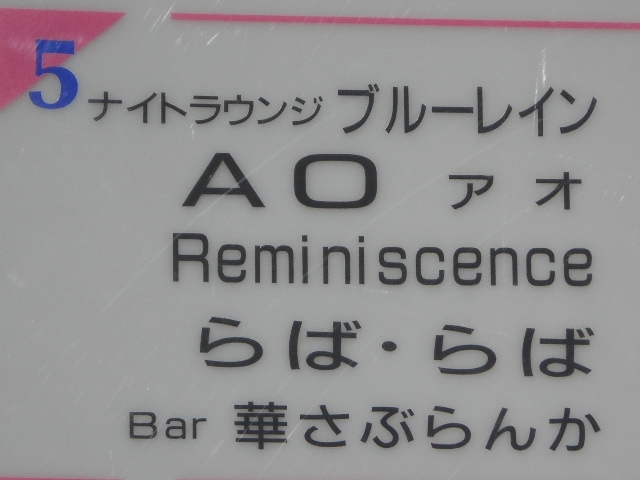 5
ナイトラウンジ ブルーレイン
AO アオ
Reminiscence
らば・らば
Bar 華さぶらんか